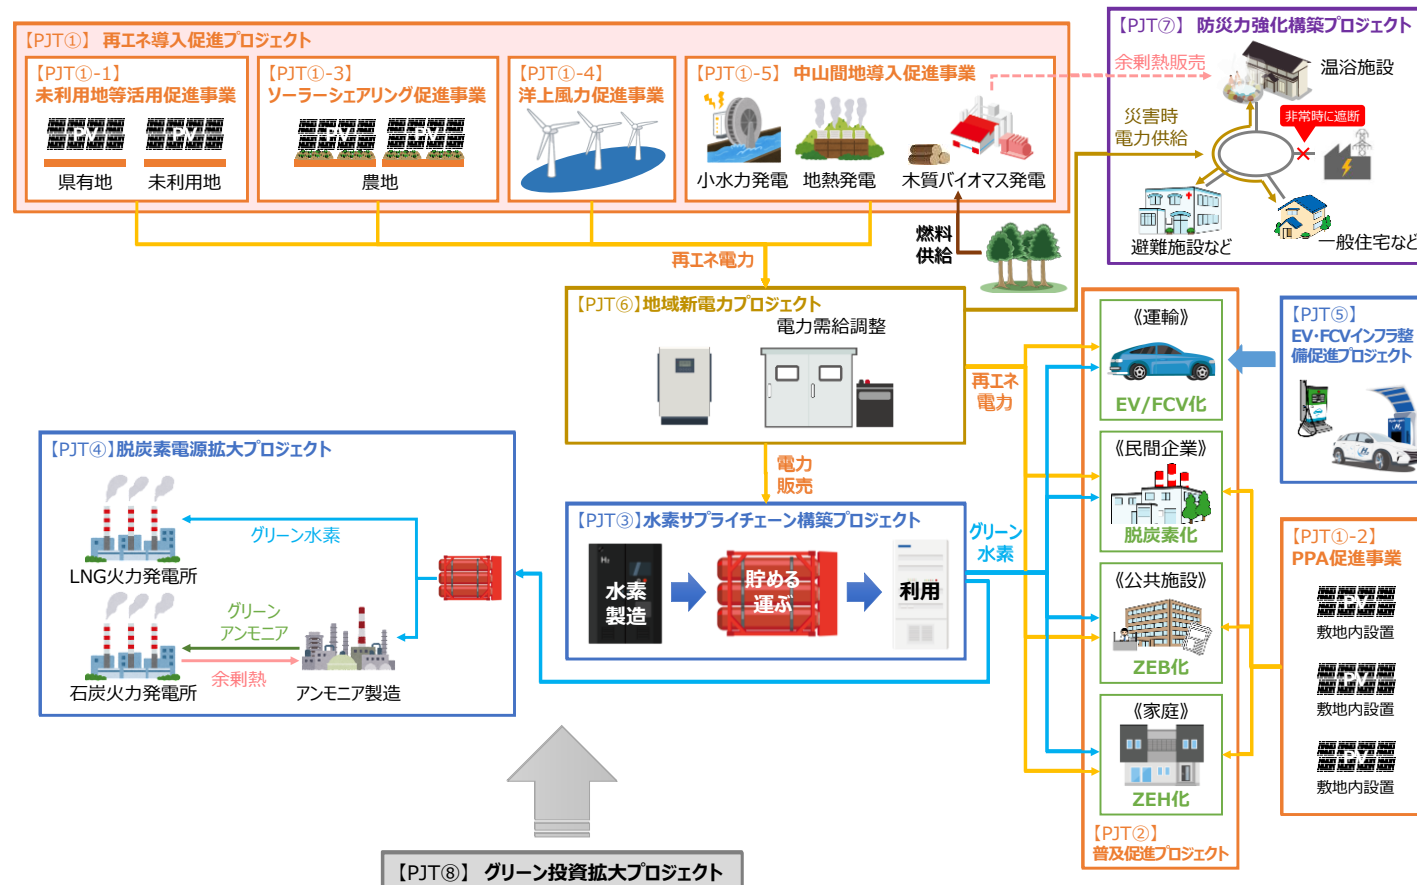 【PJT①】 再エネ導入促進プロジェクト
【PJT①-1】
未利用地等活用促進事業
PV
PV
県有地
未利用地
【PJT①-3】
ソーラーシェアリング促進事業
PV
PV
農地
【PJT①-4】
洋上風力促進事業
【PJT①-5】 中山間地導入促進事業
小水力発電
地熱発電
木質バイオマス発電
余剰熱販売
【PJT⑦】 防災力強化構築プロジェクト
温浴施設
災害時
電力供給
非常時に遮断
避難施設など
一般住宅など
燃料
供給
再エネ電力
【PJT⑥】地域新電力プロジェクト
電力需給調整
再エネ
電力
電力
販売
【PJT③】水素サプライチェーン構築プロジェクト
H2
水素
製造
貯める
運ぶ
利用
グリーン
水素
【PJT④】脱炭素電源拡大プロジェクト
グリーン水素
LNG火力発電所
グリーン
アンモニア
余剰熱
石炭火力発電所
アンモニア製造
《運輸》
EV/FCV化
《民間企業》
脱炭素化
《公共施設》
ZEB化
《家庭》
ZEH化
【PJT②】
普及促進プロジェクト
【PJT⑤】
EV・FCVインフラ整
備促進プロジェクト
【PJT①-2】
PPA促進事業
PV
敷地内設置
PV
敷地内設置
PV
敷地内設置
【PJT⑧】 グリーン投資拡大プロジェクト